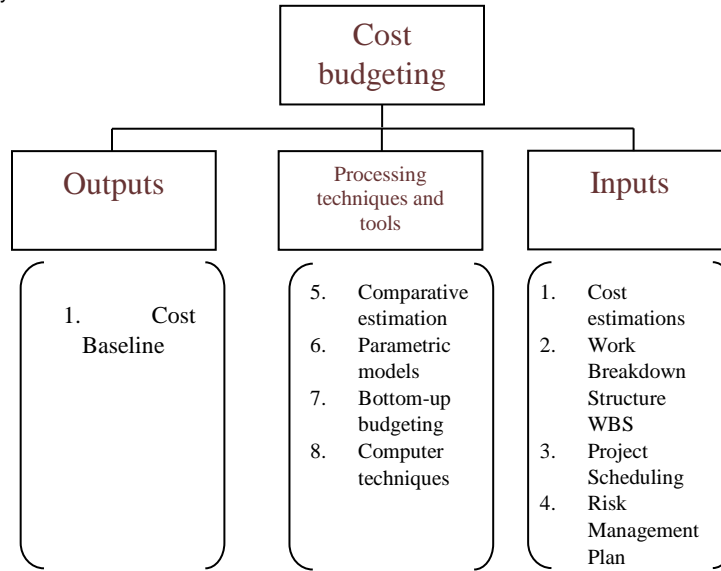 Cost
budgeting
Outputs
Processing
techniques and
tools
Inputs
1. Cost
Baseline
5. Comparative
estimation
6. Parametric
models
7. Bottom-up
budgeting
8. Computer
techniques
1. Cost
estimations
2. Work
Breakdown
Structure
WBS
3. Project
Scheduling
4. Risk
Management
Plan